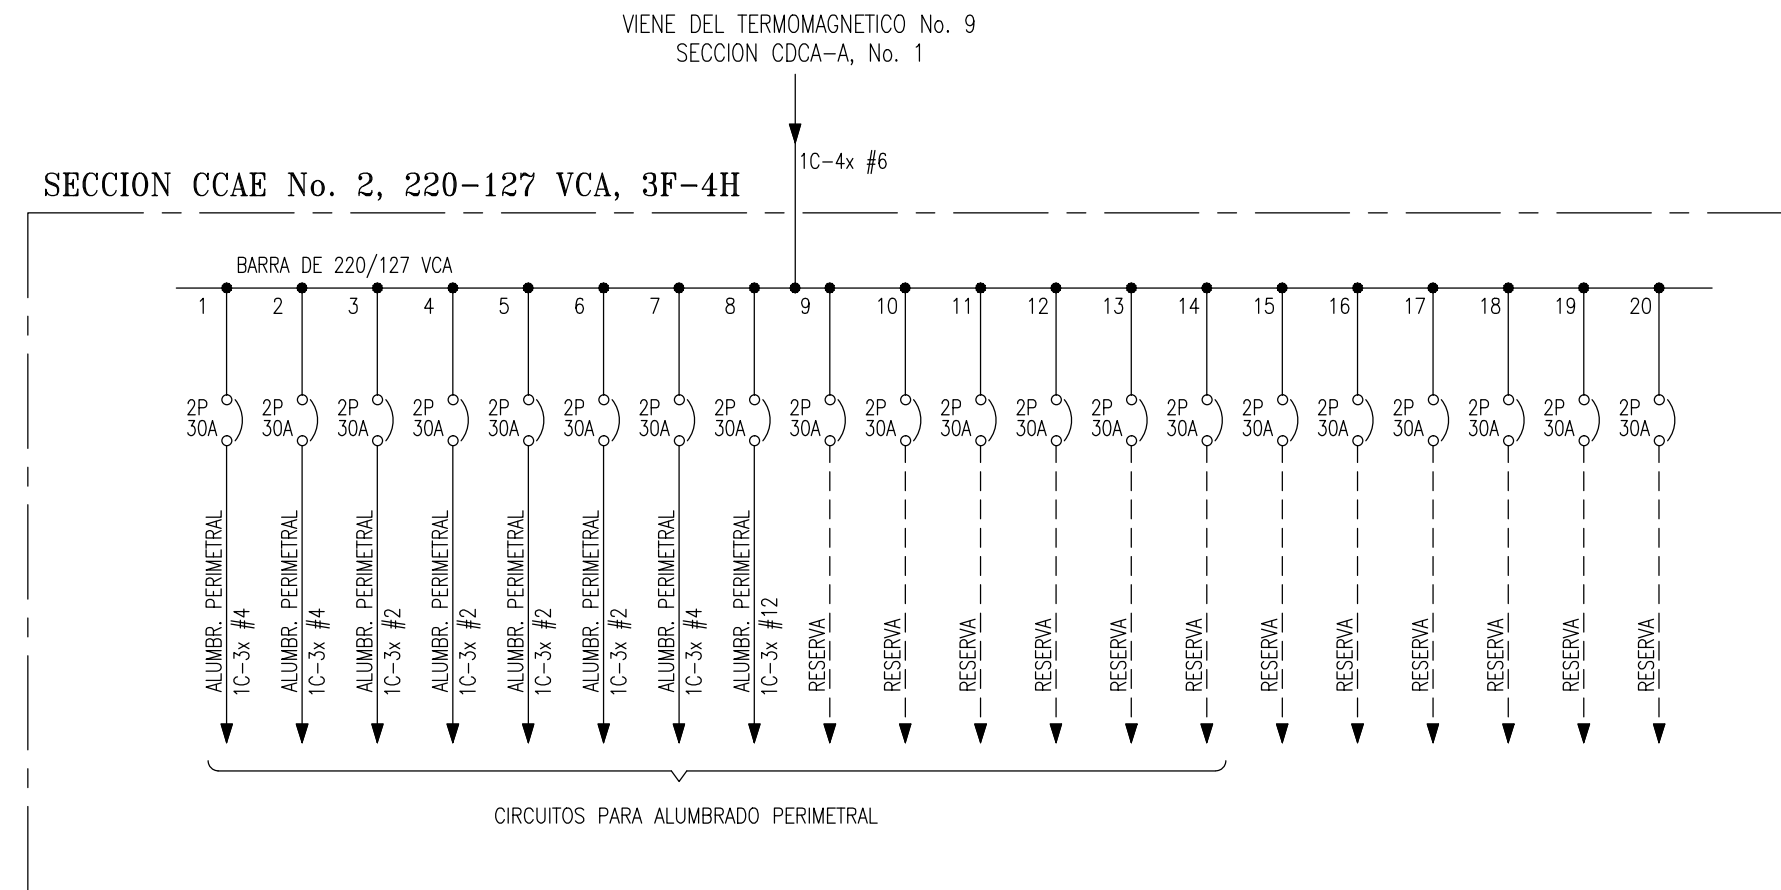 VIENE DEL TERMOMAGNETICO No. 9
SECCION CDCA-A, No. 1
1C-4x #6
SECCION CCAE No. 2, 220-127 VCA, 3F-4H
BARRA DE 220/127 VCA
1 2 3 4 5 6 7 8 9 10 11 12 13 14 15 16 17 18 19 20
2P 2P 2P 2P 2P 2P 2P 2P 2P 2P 2P 2P 2P 2P 2P 2P 2P 2P 2P 2P
30A 30A 30A 30A 30A 30A 30A 30A 30A 30A 30A 30A 30A 30A 30A 30A 30A 30A 30A 30A
ALUMBR. PERIMETRAL
1C-3x #4
ALUMBR. PERIMETRAL
1C-3x #4
ALUMBR. PERIMETRAL
1C-3x #2
ALUMBR. PERIMETRAL
1C-3x #2
ALUMBR. PERIMETRAL
1C-3x #2
ALUMBR. PERIMETRAL
1C-3x #2
ALUMBR. PERIMETRAL
1C-3x #4
ALUMBR. PERIMETRAL
1C-3x #12
RESERVA
RESERVA
RESERVA
RESERVA
RESERVA
RESERVA
RESERVA
RESERVA
RESERVA
RESERVA
RESERVA
RESERVA
CIRCUITOS PARA ALUMBRADO PERIMETRAL